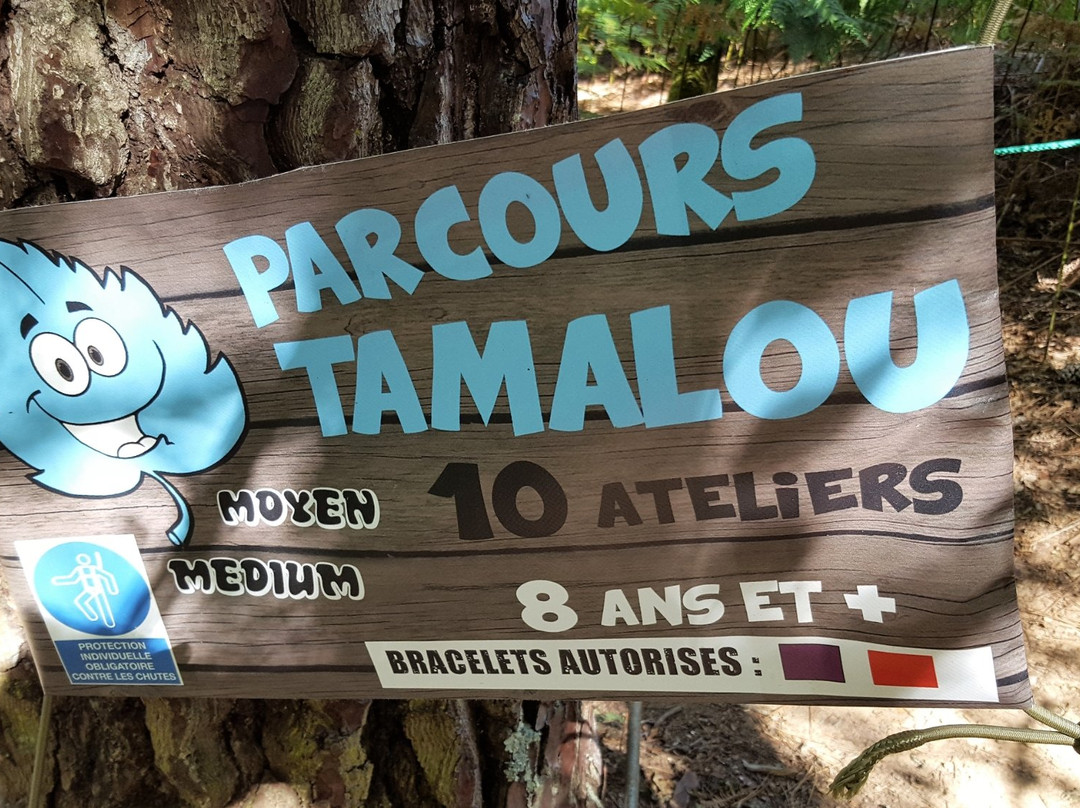 PARCOURS
TAMALOU
MOYEN
MEDIUM
10 ATELiERS
8 ANS ET +
BRACELETS AUTORISES :
PROTECTION
INDIVIDUELLE
OBLIGATOIRE
CONTRE LES CHUTES